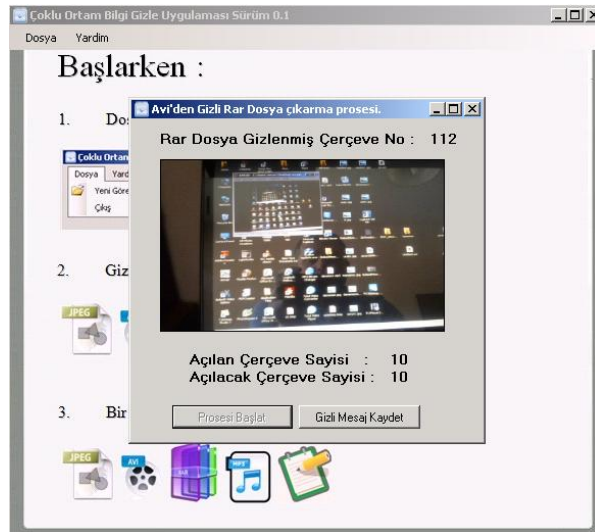 Çoklu Ortam Bilgi Gizle Uygulaması Sürüm 0.1
Dosya Yardim
Başlarken :
Avi'den Gizli Rar Dosya çıkarma prosesi.
1. Do
Rar Dosya Gizlenmiş Çerçeve No : 112
Çoklu Ortan
Dosya Yard
Yeni Göre
Çıkış
2. Giz
JPEG
Açılan Çerçeve Sayisi : 10
Açılacak Çerçeve Sayisi : 10
3. Bir
Prosesi Başlat Gizli Mesaj Kaydet
JPEG AVI MP3